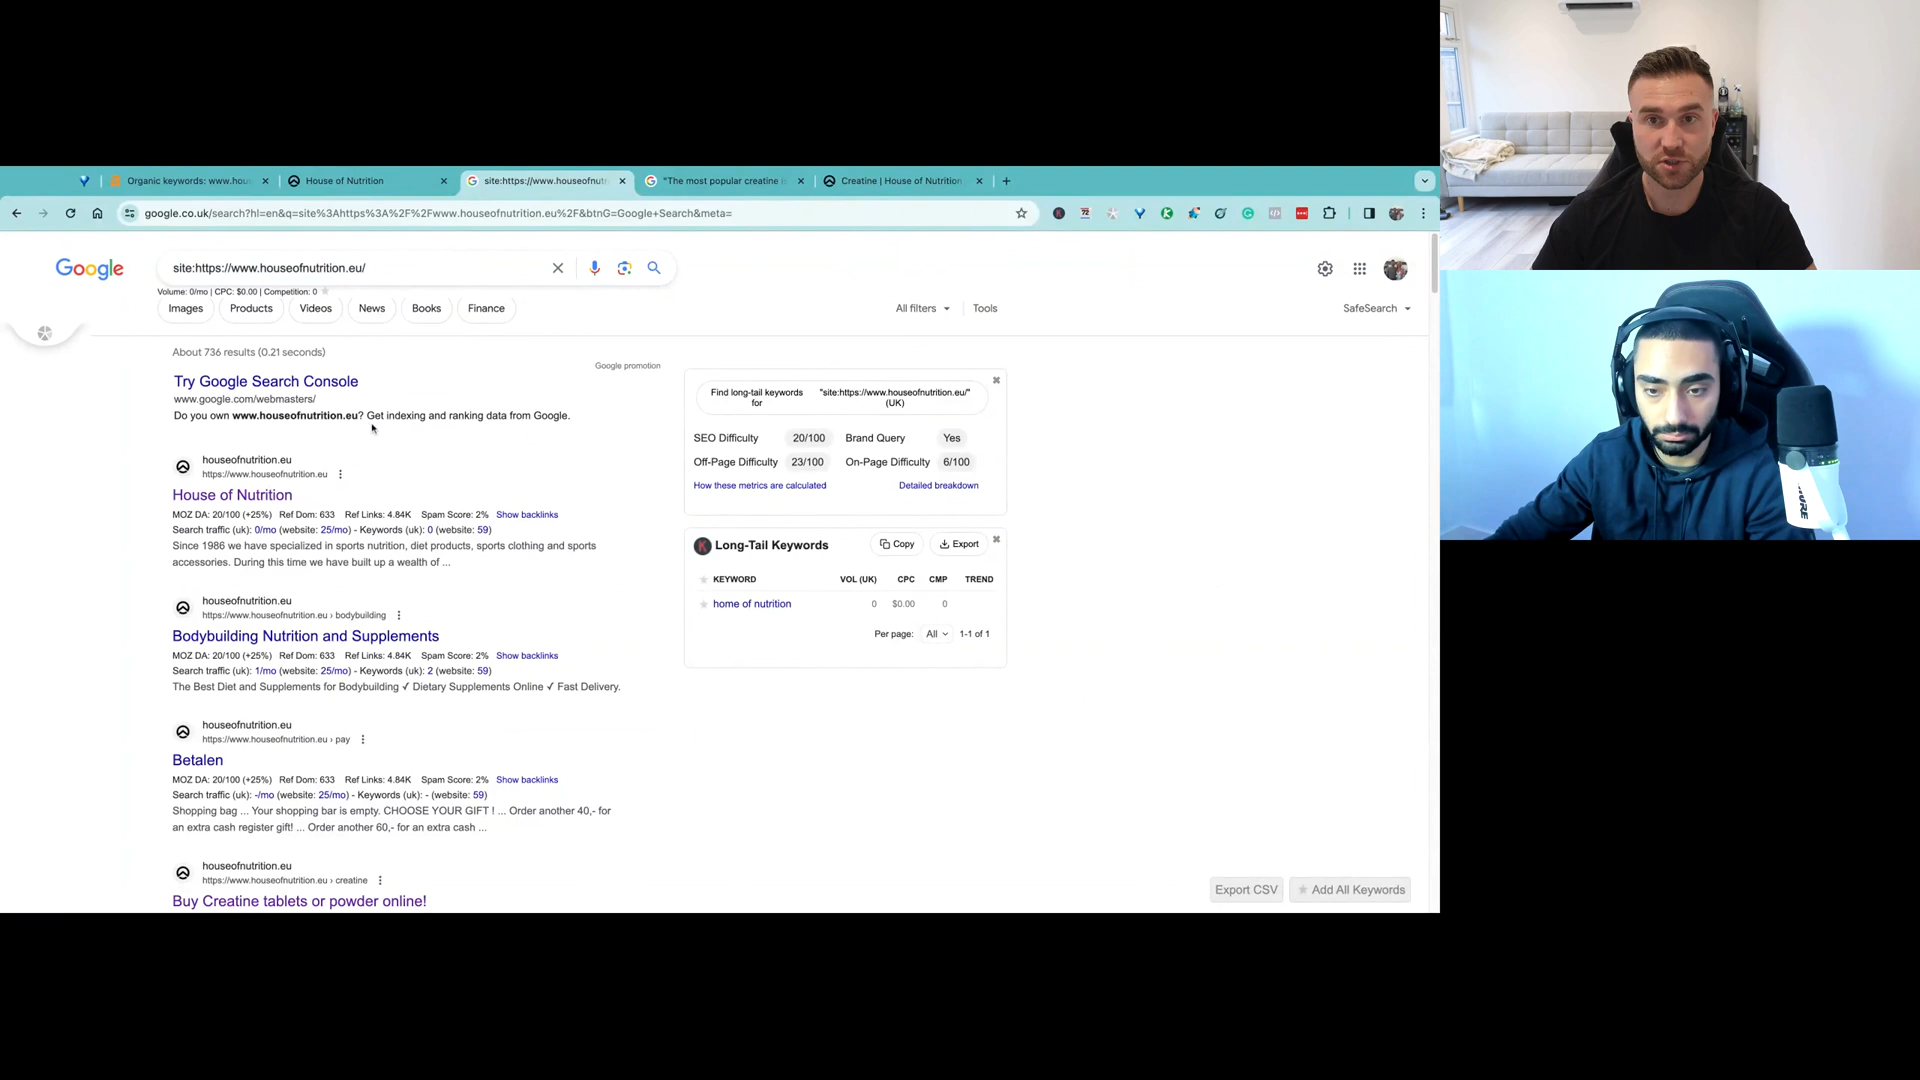 Organic keywords: www.hous
House of Nutrition
site:https://www.houseofnutri
"The most popular creatine i
Creatine | House of Nutrition
google.co.uk/search?hl=en&q=site%3Ahttps%3A%2F%2Fwww.houseofnutrition.eu%2F&btnG=Google+Search&meta=
72
Google
site:https://www.houseofnutrition.eu/
Volume: 0/mo | CPC: $0.00 | Competition: 0
Images
Products
Videos
News
Books
Finance
All filters
Tools
SafeSearch
About 736 results (0.21 seconds)
Google promotion
Try Google Search Console
www.google.com/webmasters/
Do you own www.houseofnutrition.eu? Get indexing and ranking data from Google.
houseofnutrition.eu
https://www.houseofnutrition.eu
House of Nutrition
MOZ DA: 20/100 (+25%) Ref Dom: 633 Ref Links: 4.84K Spam Score: 2% Show backlinks
Search traffic (uk): 0/mo (website: 25/mo) - Keywords (uk): 0 (website: 59)
Since 1986 we have specialized in sports nutrition, diet products, sports clothing and sports
accessories. During this time we have built up a wealth of ...
houseofnutrition.eu
https://www.houseofnutrition.eu › bodybuilding
Bodybuilding Nutrition and Supplements
MOZ DA: 20/100 (+25%) Ref Dom: 633 Ref Links: 4.84K Spam Score: 2% Show backlinks
Search traffic (uk): 1/mo (website: 25/mo) - Keywords (uk): 2 (website: 59)
The Best Diet and Supplements for Bodybuilding ✓ Dietary Supplements Online ✓ Fast Delivery.
houseofnutrition.eu
https://www.houseofnutrition.eu › pay
Betalen
MOZ DA: 20/100 (+25%) Ref Dom: 633 Ref Links: 4.84K Spam Score: 2% Show backlinks
Search traffic (uk): -/mo (website: 25/mo) - Keywords (uk): - (website: 59)
Shopping bag ... Your shopping bar is empty. CHOOSE YOUR GIFT ! ... Order another 40,- for
an extra cash register gift! ... Order another 60,- for an extra cash ...
houseofnutrition.eu
https://www.houseofnutrition.eu › creatine
Buy Creatine tablets or powder online!
Find long-tail keywords "site:https://www.houseofnutrition.eu/"
for (UK)
SEO Difficulty 20/100 Brand Query Yes
Off-Page Difficulty 23/100 On-Page Difficulty 6/100
How these metrics are calculated Detailed breakdown
K Long-Tail Keywords Copy Export
KEYWORD VOL (UK) CPC CMP TREND
home of nutrition 0 $0.00 0
Per page: All 1-1 of 1
Export CSV
Add All Keywords
SHURE